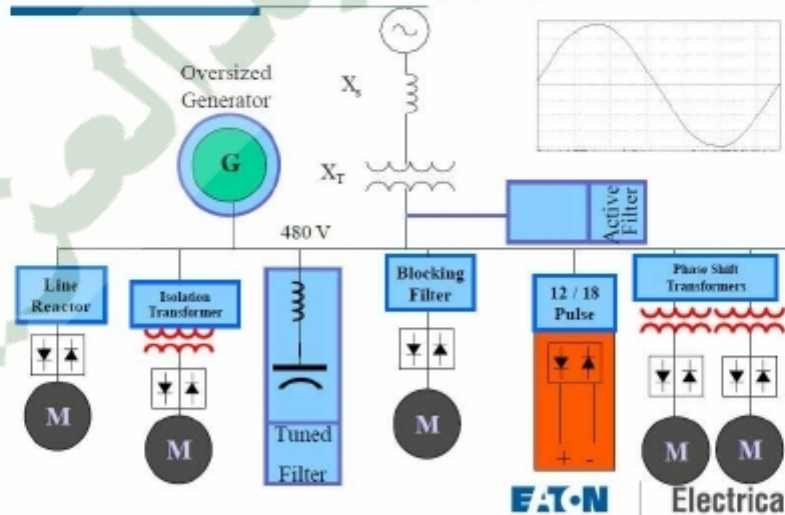 Oversized
Generator
G
Xs
XT
480 V
Active
Filter
Line
Reactor
Isolation
Transformer
Blocking
Filter
12 / 18
Pulse
Phase Shift
Transformers
M
M
Tuned
Filter
M
+ -
M
M
EATON
Electrical